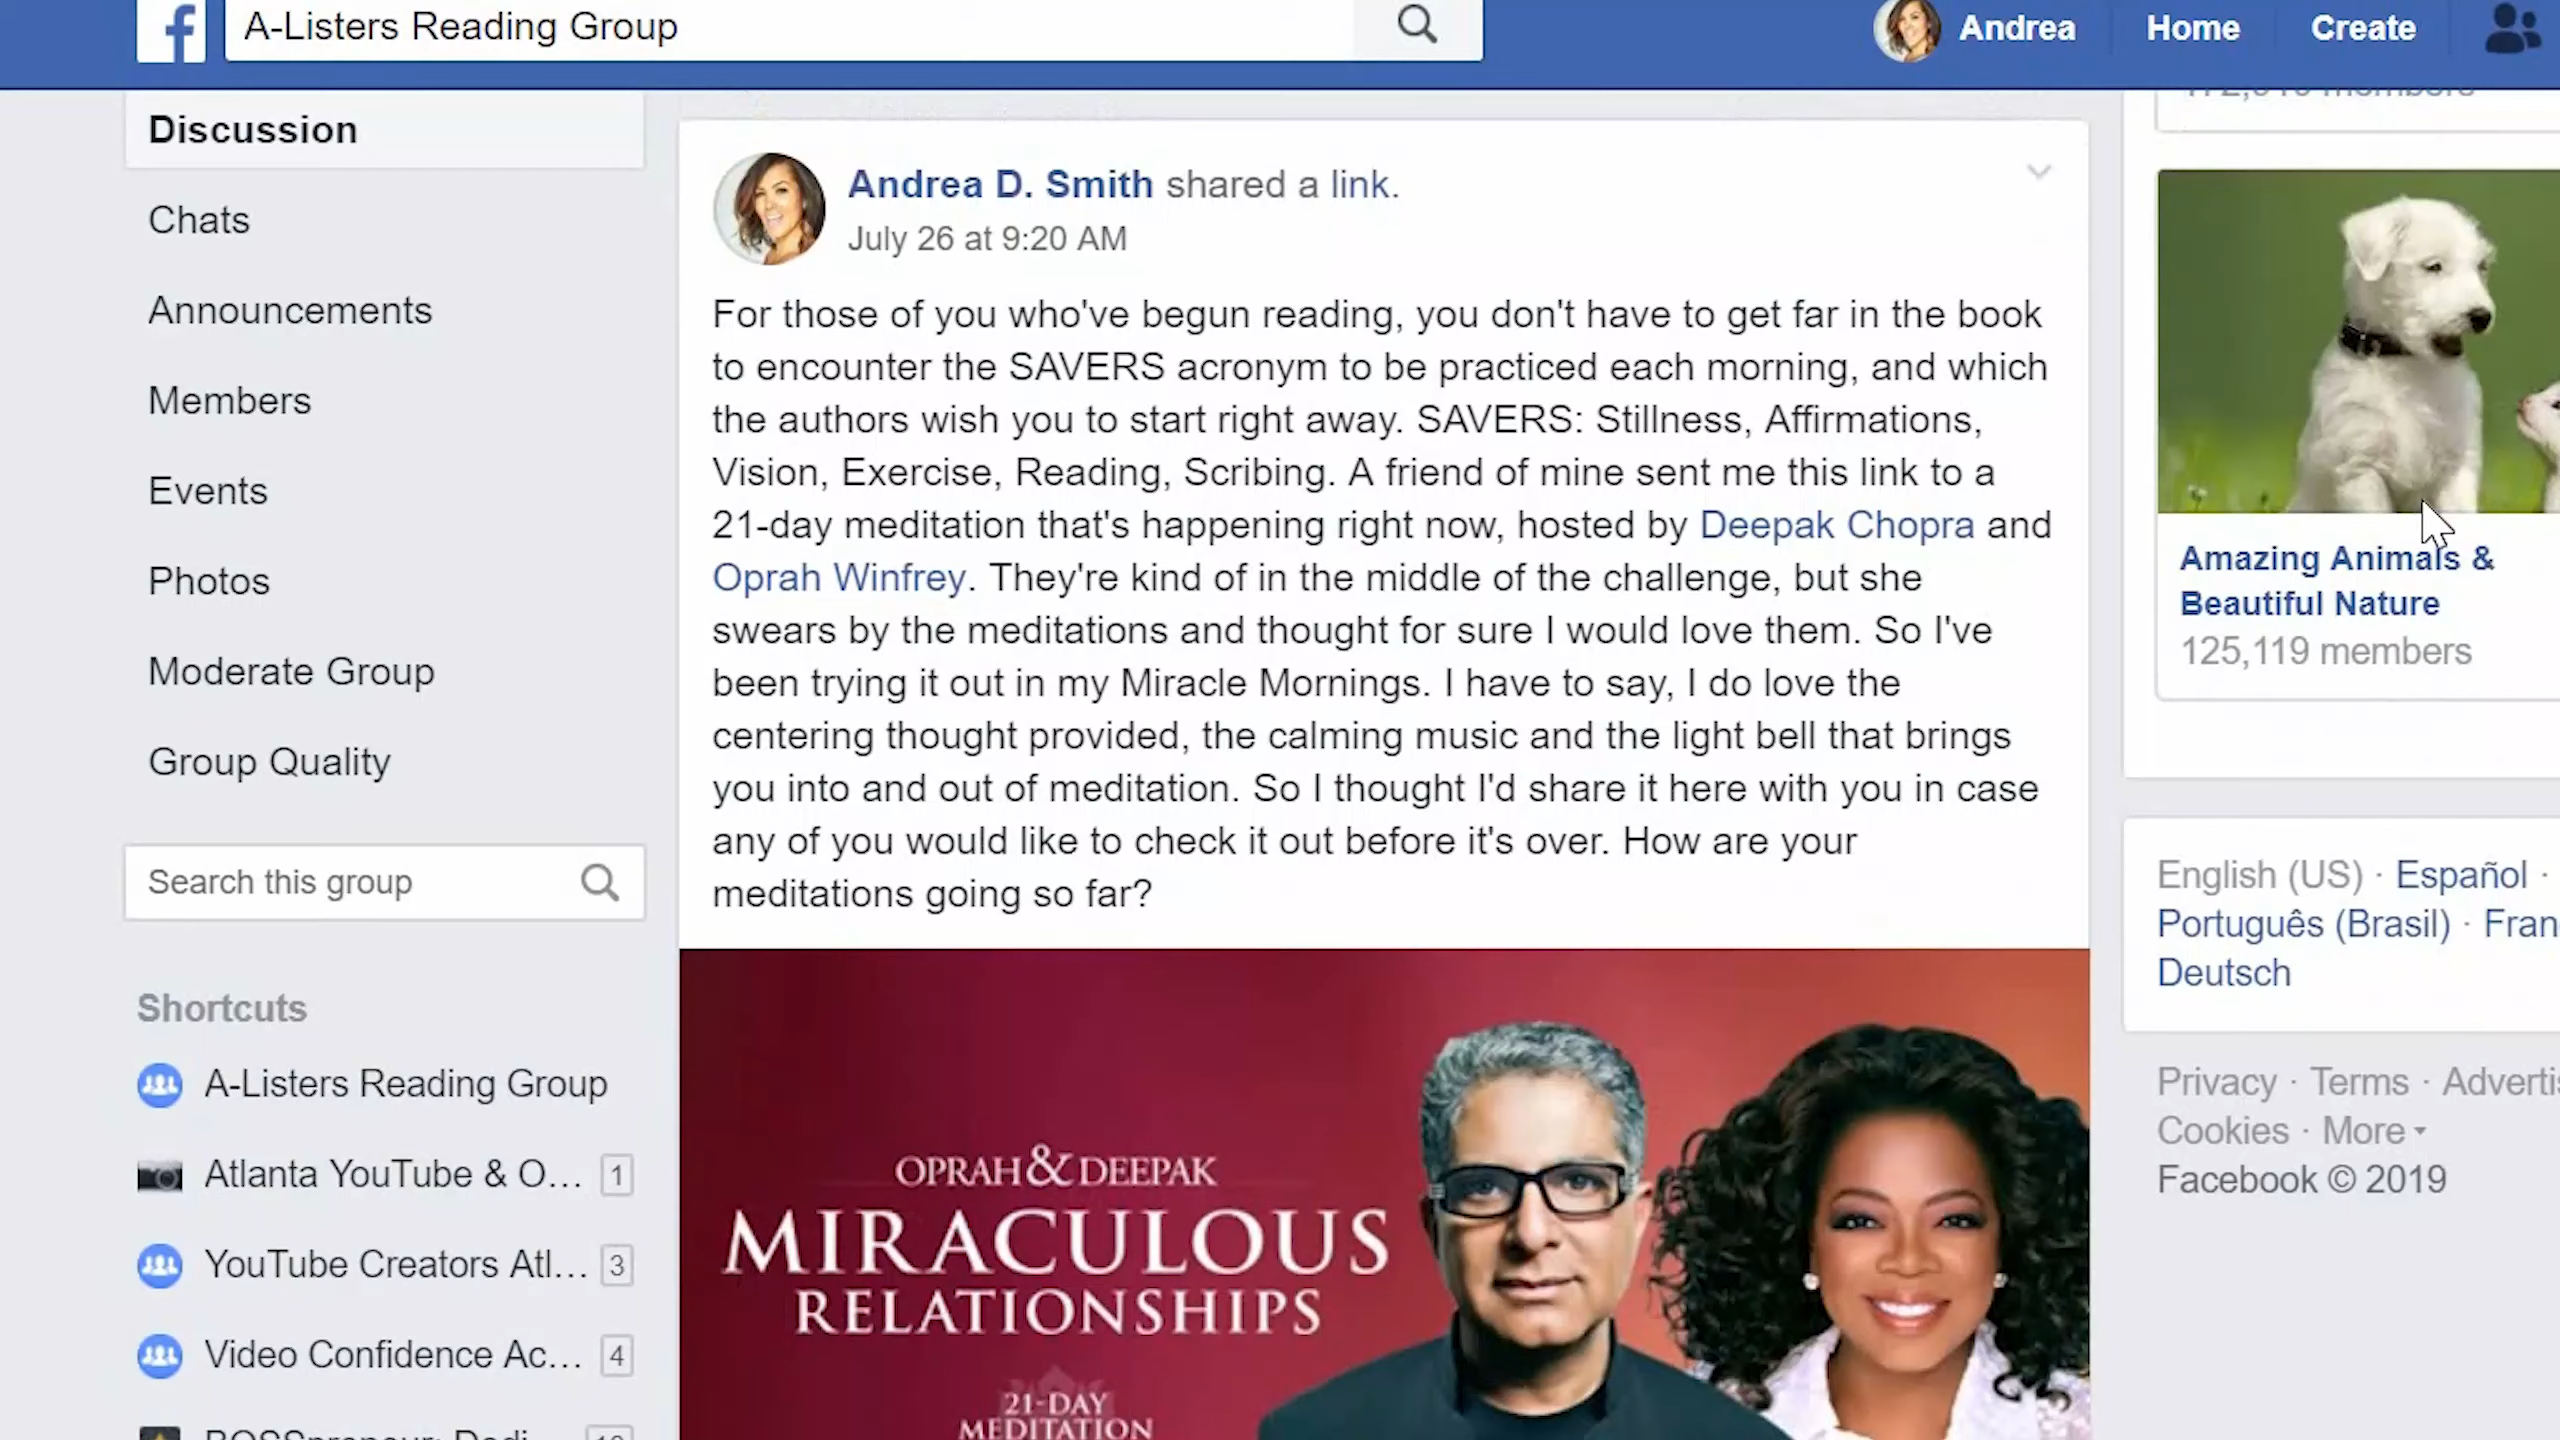 A-Listers Reading Group
Andrea
Home
Create
Discussion
Chats
Announcements
Members
Events
Photos
Moderate Group
Group Quality
Search this group
Shortcuts
A-Listers Reading Group
Atlanta YouTube & O... 1
YouTube Creators Atl... 3
Video Confidence Ac... 4
Andrea D. Smith shared a link.
July 26 at 9:20 AM
For those of you who've begun reading, you don't have to get far in the book
to encounter the SAVERS acronym to be practiced each morning, and which
the authors wish you to start right away. SAVERS: Stillness, Affirmations,
Vision, Exercise, Reading, Scribing. A friend of mine sent me this link to a
21-day meditation that's happening right now, hosted by Deepak Chopra and
Oprah Winfrey. They're kind of in the middle of the challenge, but she
swears by the meditations and thought for sure I would love them. So I've
been trying it out in my Miracle Mornings. I have to say, I do love the
centering thought provided, the calming music and the light bell that brings
you into and out of meditation. So I thought I'd share it here with you in case
any of you would like to check it out before it's over. How are your
meditations going so far?
OPRAH & DEEPAK
MIRACULOUS
RELATIONSHIPS
21-DAY
MEDITATION
members
Amazing Animals &
Beautiful Nature
125,119 members
English (US) · Español ·
Português (Brasil) · Fran
Deutsch
Privacy · Terms · Adverti
Cookies · More
Facebook © 2019